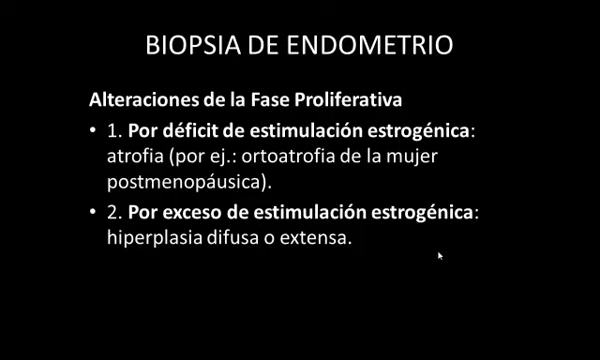 BIOPSIA DE ENDOMETRIO
Alteraciones de la Fase Proliferativa
• 1. Por déficit de estimulación estrogénica:
atrofia (por ej.: ortoatrofia de la mujer
postmenopáusica).
• 2. Por exceso de estimulación estrogénica:
hiperplasia difusa o extensa.